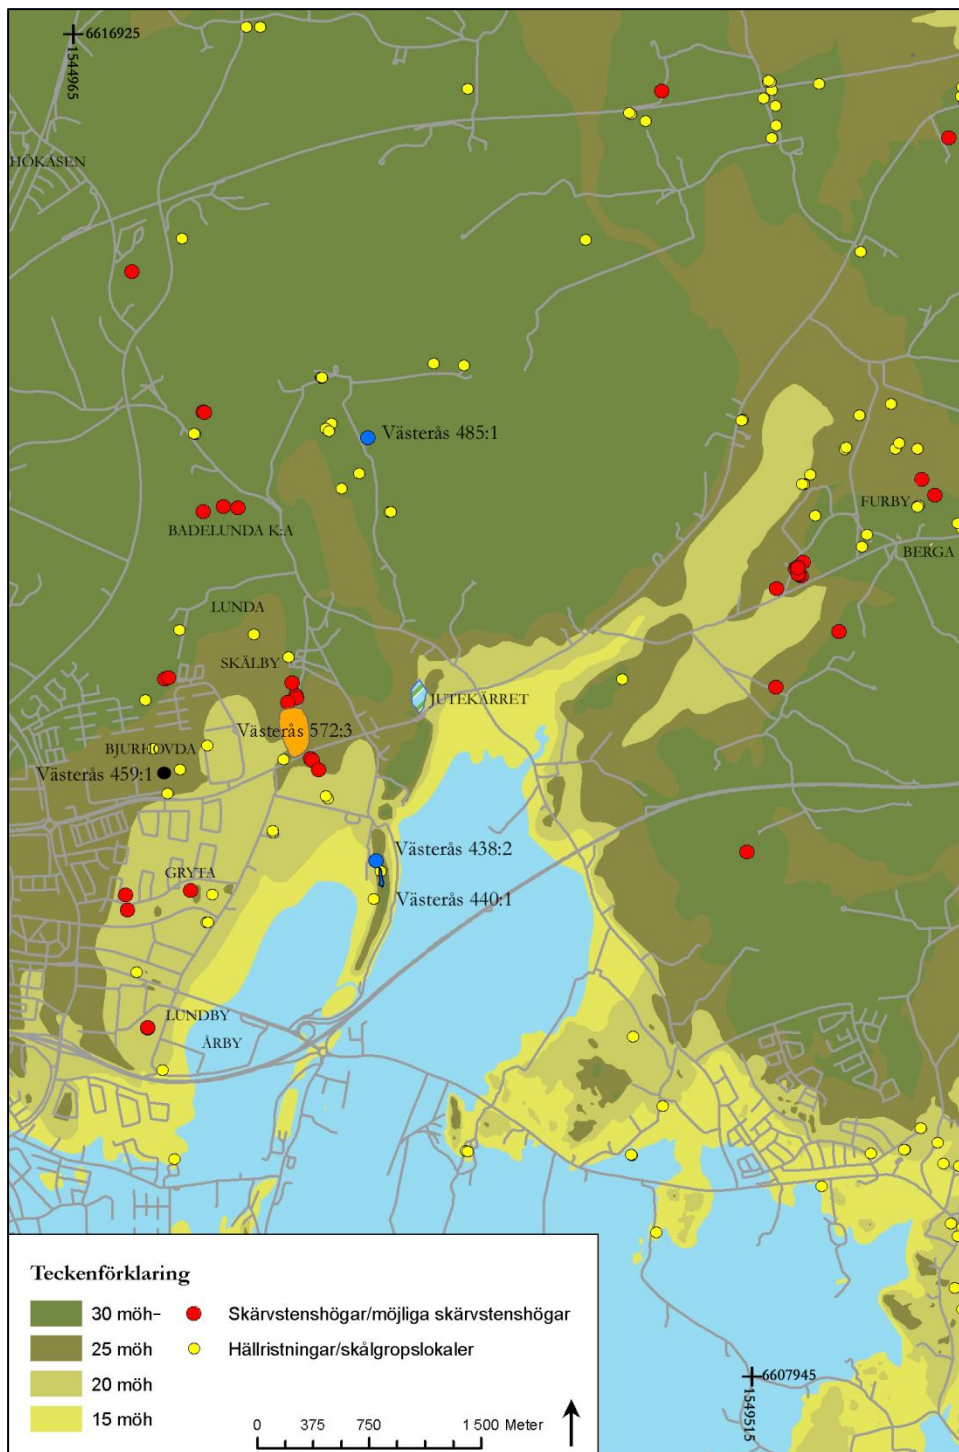 6616925
1544965
HÖKÅSEN
Västerås 485:1
FURBY
BADELUNDA K:A
BERGA
LUNDA
SKÄLBY
JUTEKÄRRET
Västerås 572:3
BJURHOVDA
Västerås 459:1
Västerås 438:2
GRYTA
Västerås 440:1
LUNDBY
ÅRBY
Teckenförklaring
30 möh-
Skärvstenshögar/möjliga skärvstenshögar
25 möh
Hällristningar/skålgropslokaler
20 möh
15 möh
6607945
1549515
0 375 750 1 500 Meter